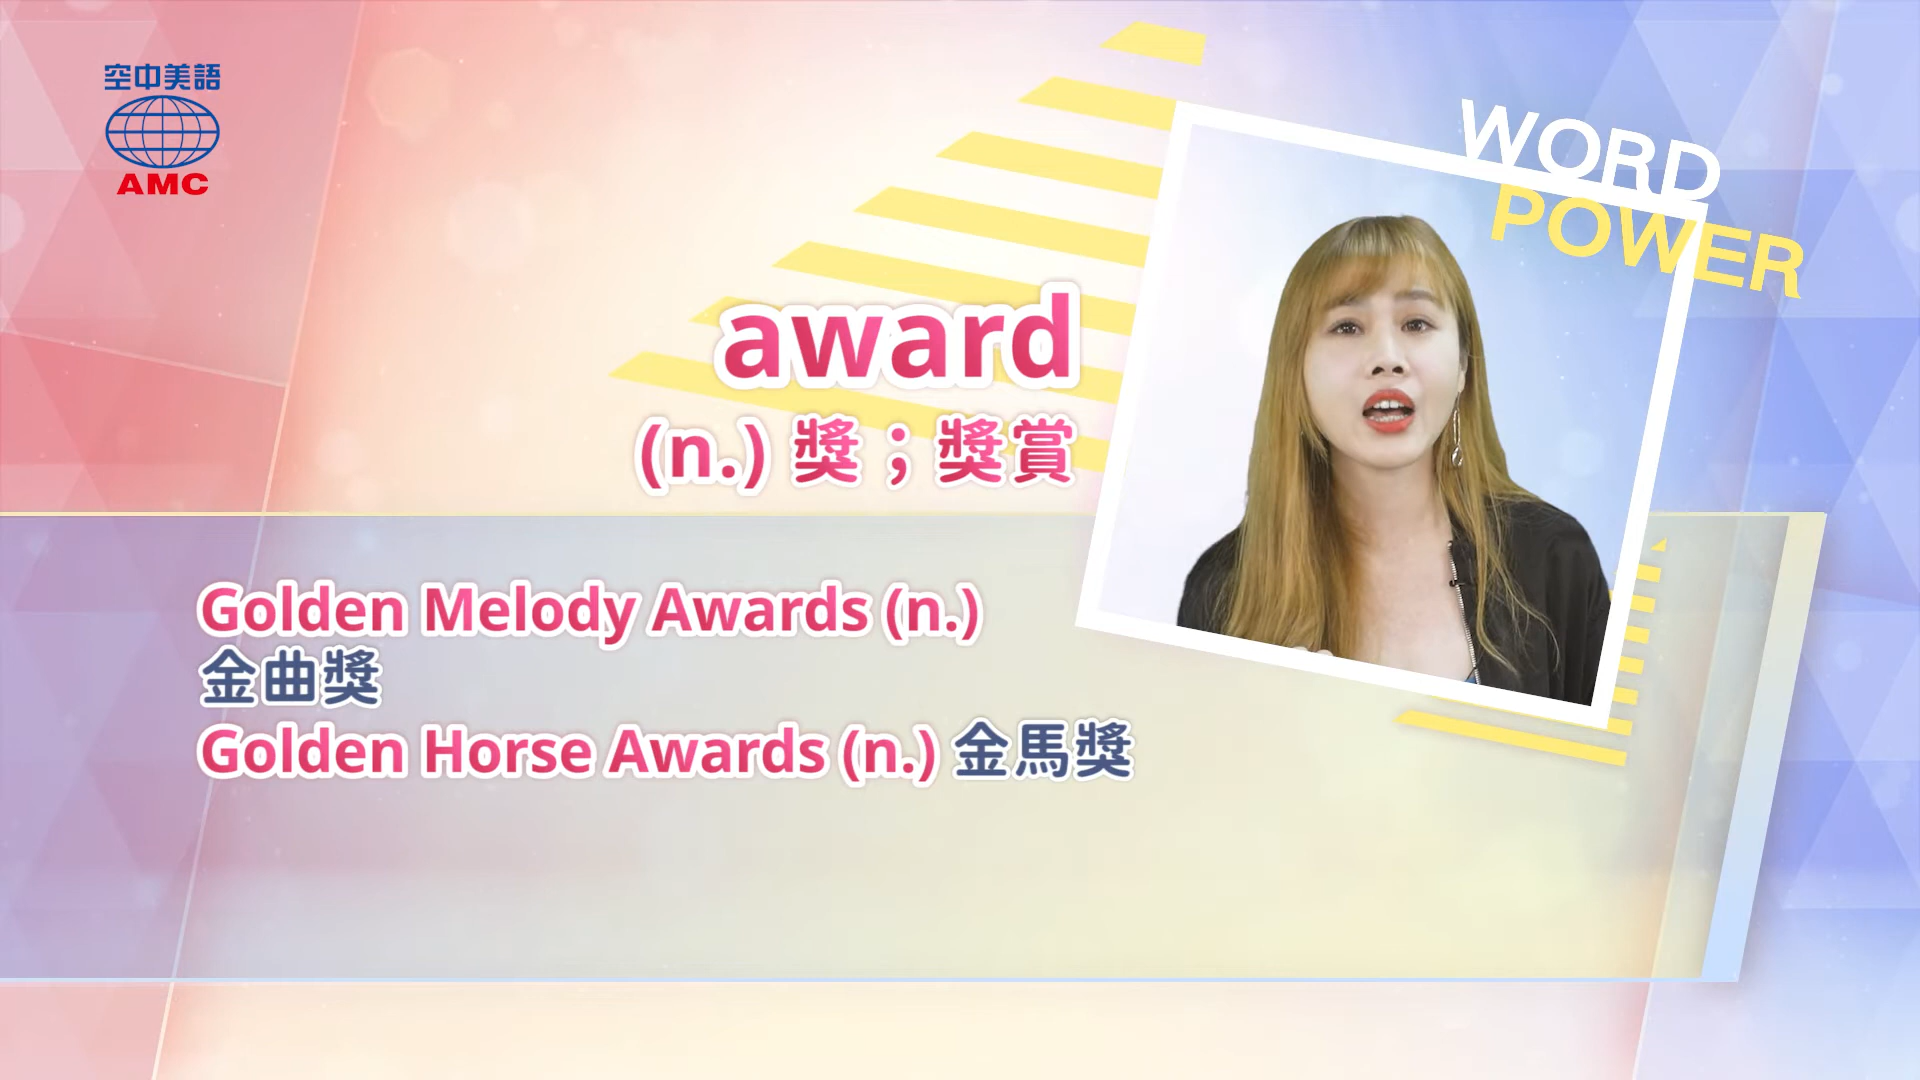 空中美語
AMC
WORD
POWER
award
(n.) 獎；獎賞
Golden Melody Awards (n.)
金曲獎
Golden Horse Awards (n.) 金馬獎